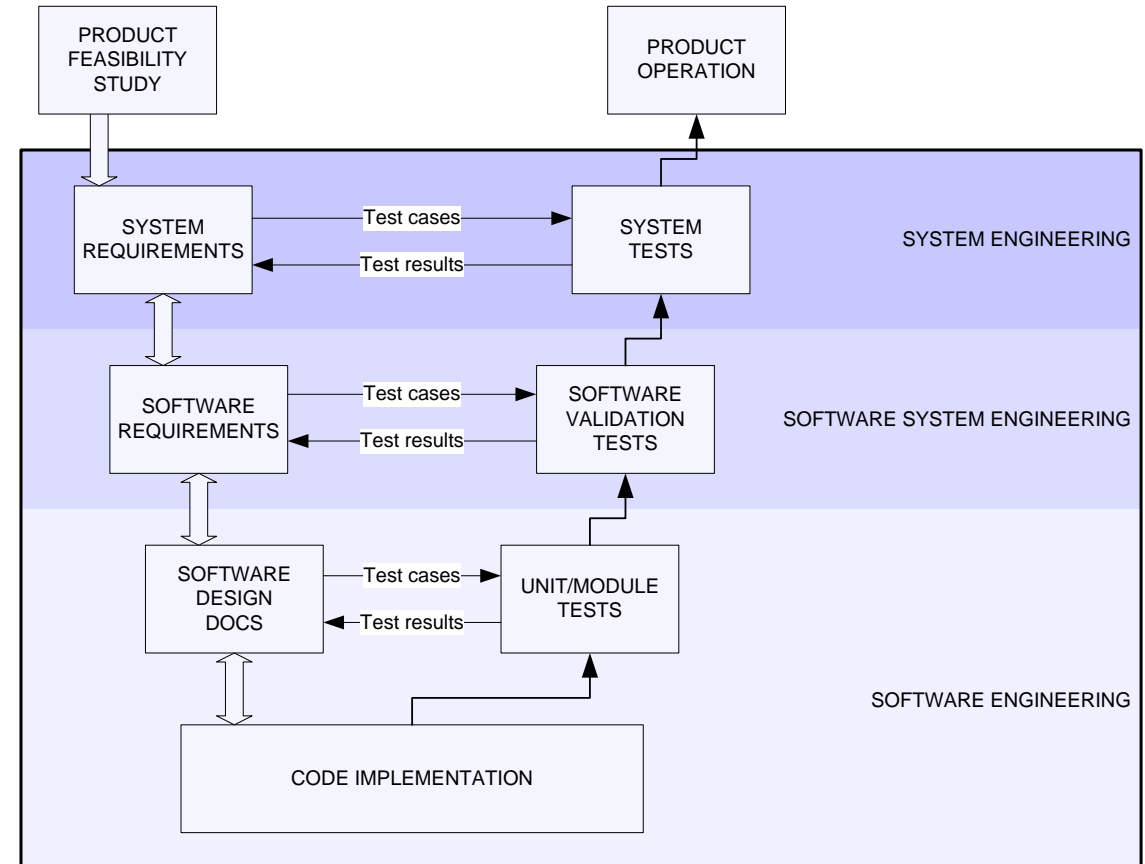 PRODUCT
FEASIBILITY
STUDY
PRODUCT
OPERATION
SYSTEM
REQUIREMENTS
Test cases
Test results
SYSTEM
TESTS
SYSTEM ENGINEERING
SOFTWARE
REQUIREMENTS
Test cases
Test results
SOFTWARE
VALIDATION
TESTS
SOFTWARE SYSTEM ENGINEERING
SOFTWARE
DESIGN
DOCS
Test cases
Test results
UNIT/MODULE
TESTS
SOFTWARE ENGINEERING
CODE IMPLEMENTATION